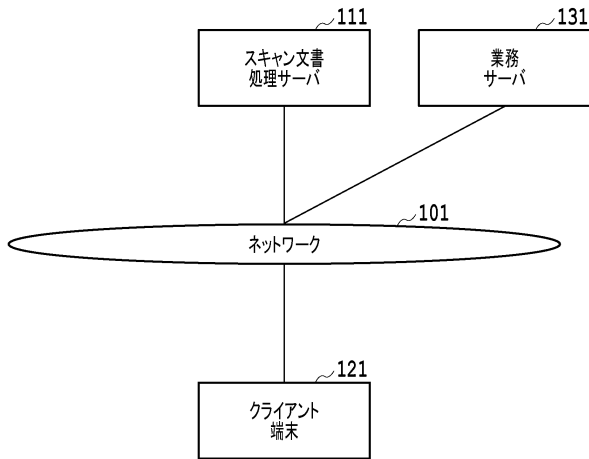 111
スキャン文書
処理サーバ
131
業務
サーバ
101
ネットワーク
121
クライアント
端末